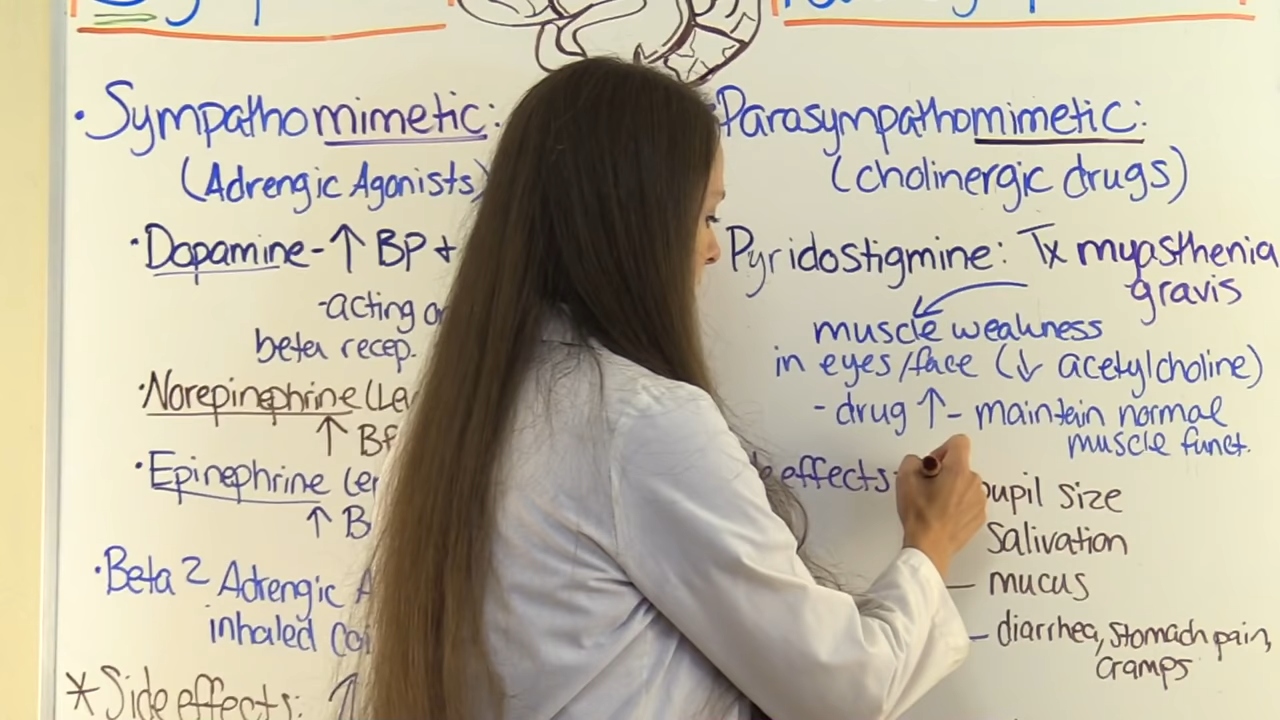 · Sympathomimetic:
(Adrengic Agonists)
· Dopamine - ↑ BP +
-acting
beta recep.
· Norepinephrine
↑
· Epinephrine
↑
· Beta 2 Adrengic
inhaled
* Side effects: ↑
Parasympathomimetic:
(cholinergic drugs)
Pyridostigmine: Tx myasthenia
gravis
muscle weakness
in eyes/face (↓ acetylcholine)
- drug ↑ - maintain normal
muscle funct.
effects:
pupil size
Salivation
- mucus
- diarrhea, stomach pain,
cramps